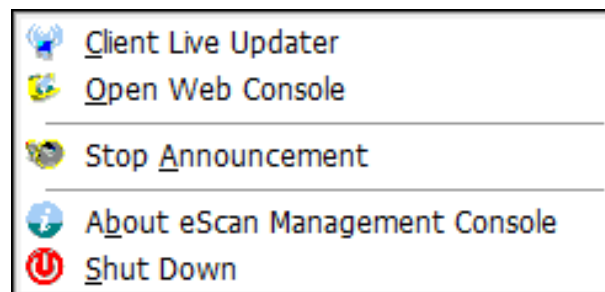 Client Live Updater
Open Web Console
Stop Announcement
About eScan Management Console
Shut Down